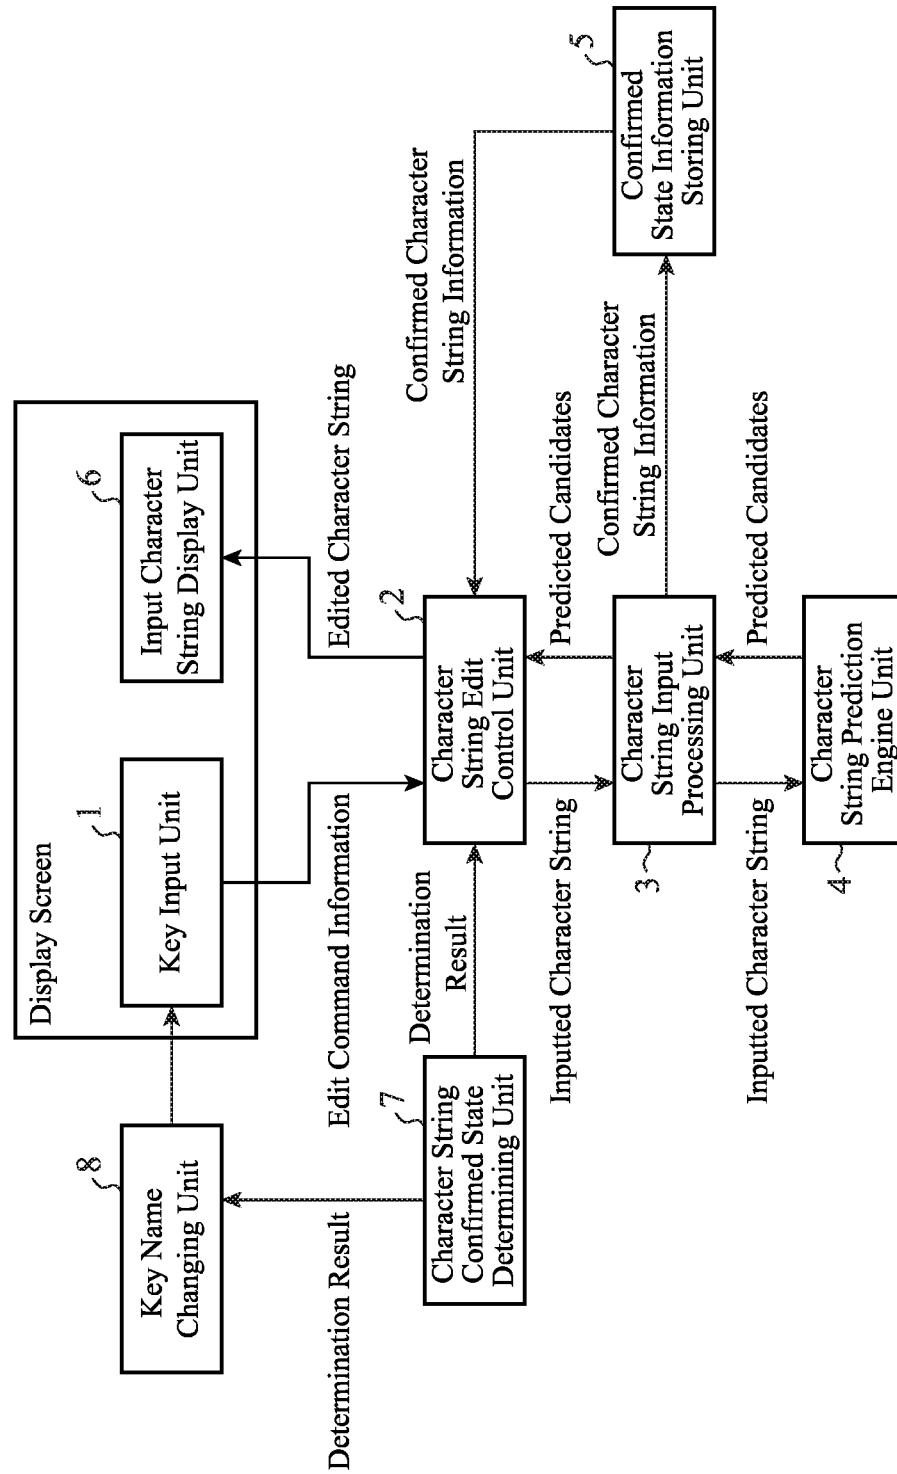 Display Screen
8
Key Name
Changing Unit
1
Key Input Unit
6
Input Character
String Display Unit
Determination Result
Edit Command Information
Edited Character String
7
Character String
Confirmed State
Determining Unit
Determination
Result
2
Character
String Edit
Control Unit
Confirmed Character
String Information
Inputted Character String
Predicted Candidates
3
Character
String Input
Processing Unit
Confirmed Character
String Information
5
Confirmed
State Information
Storing Unit
Inputted Character String
Predicted Candidates
4
Character
String Prediction
Engine Unit